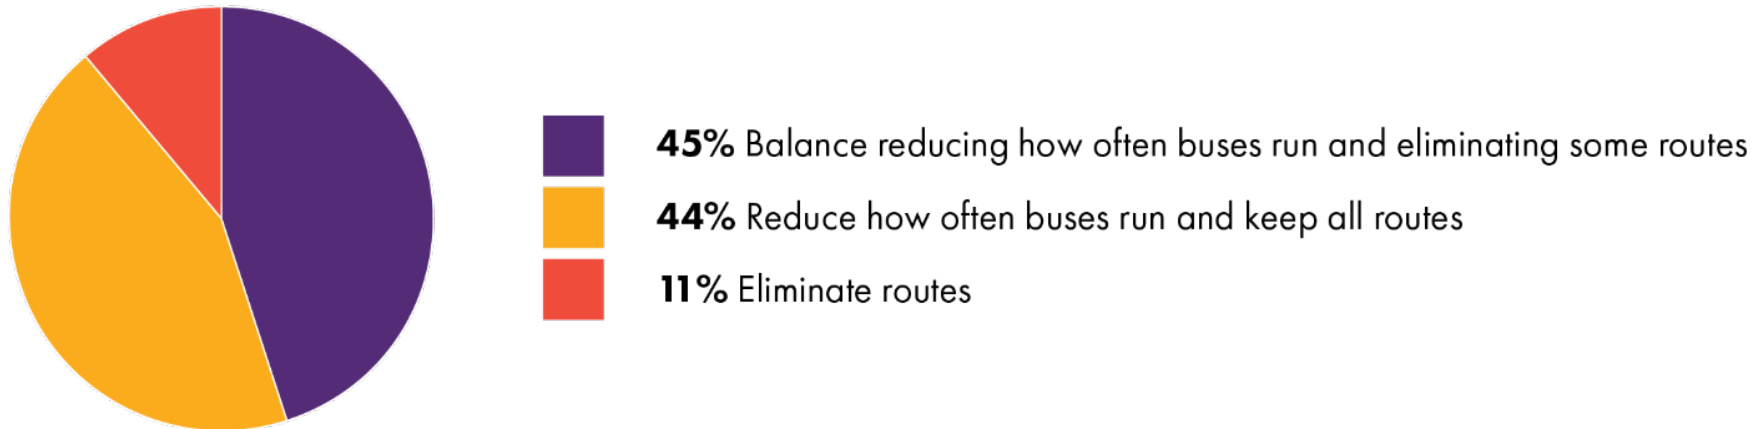 45% Balance reducing how often buses run and eliminating some routes
44% Reduce how often buses run and keep all routes
11% Eliminate routes